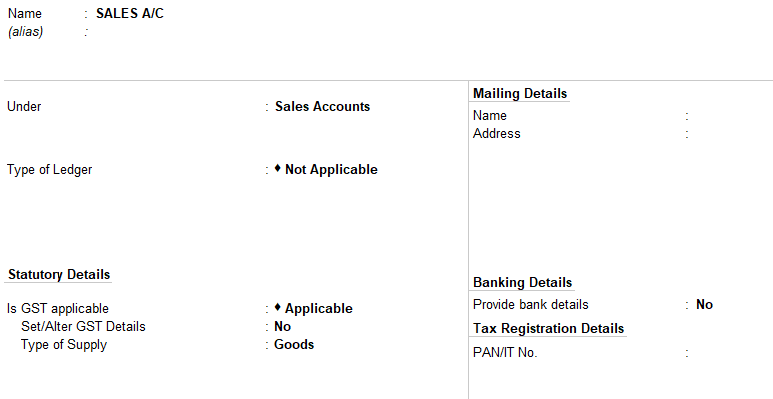 Name : SALES A/C
(alias) :
Under : Sales Accounts
Type of Ledger : ♦ Not Applicable
Statutory Details
Is GST applicable : ♦ Applicable
Set/Alter GST Details : No
Type of Supply : Goods
Mailing Details
Name :
Address :
Banking Details
Provide bank details : No
Tax Registration Details
PAN/IT No. :